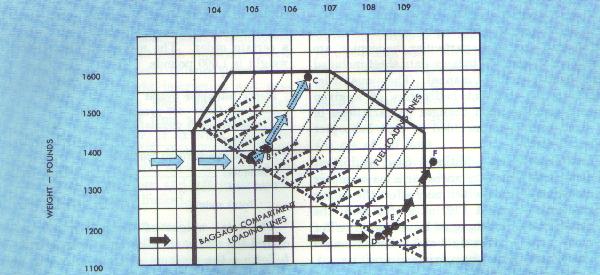 104 105 106 107 108 109
1600
1500
1400
1300
1200
1100
WEIGHT — POUNDS
A
B
C
D
E
F
FUEL LOADING LINES
BAGGAGE COMPARTMENT
LOADING LINES